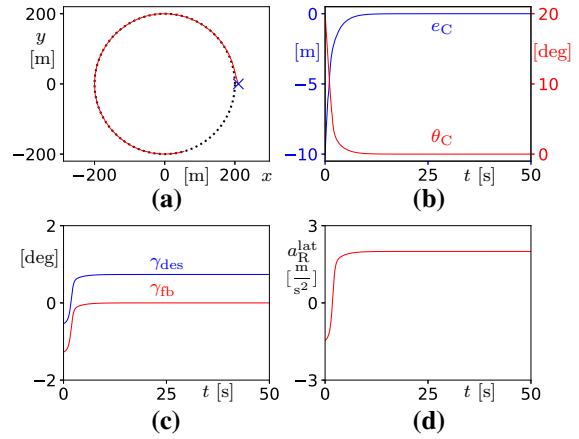 y
[m]
200
0
−200
−200
0
[m]
200
x
(a)
0
[m]
−5
−10
e_C
20
[deg]
10
0
θ_C
0
25
t [s]
50
(b)
2
[deg]
0
−2
γ_des
γ_fb
0
25
t [s]
50
(c)
3
a_R^lat
[m/s²]
−3
0
25
t [s]
50
(d)